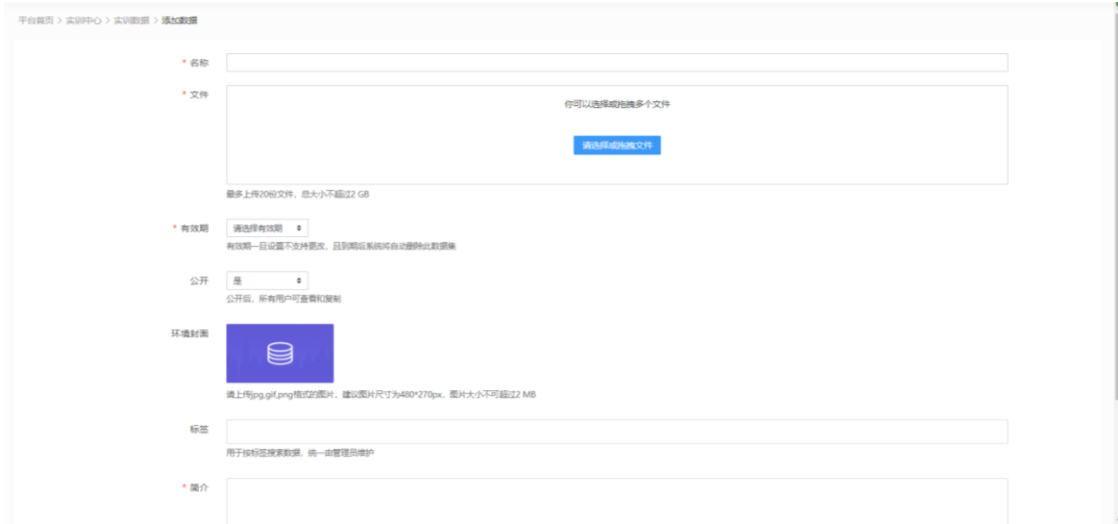 平台首页 > 实训中心 > 实训数据 > 添加数据
* 名称
* 文件
你可以选择或拖拽多个文件
请选择或拖拽文件
最多上传20份文件，总大小不超过2 GB
* 有效期
请选择有效期
有效期一旦设置不支持更改，且到期后系统将自动删除此数据集
公开
是
公开后，所有用户可查看和复制
环境封面
请上传jpg,gif,png格式的图片，建议图片尺寸为480*270px，图片大小不可超过2 MB
标签
用于按标签搜索数据，统一由管理员维护
* 简介